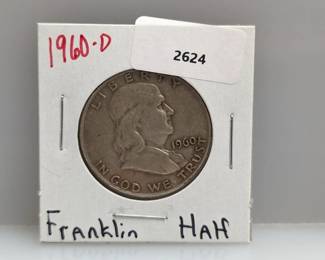 1960-D
2624
LIBERTY
1960
IN GOD WE TRUST
Franklin Half